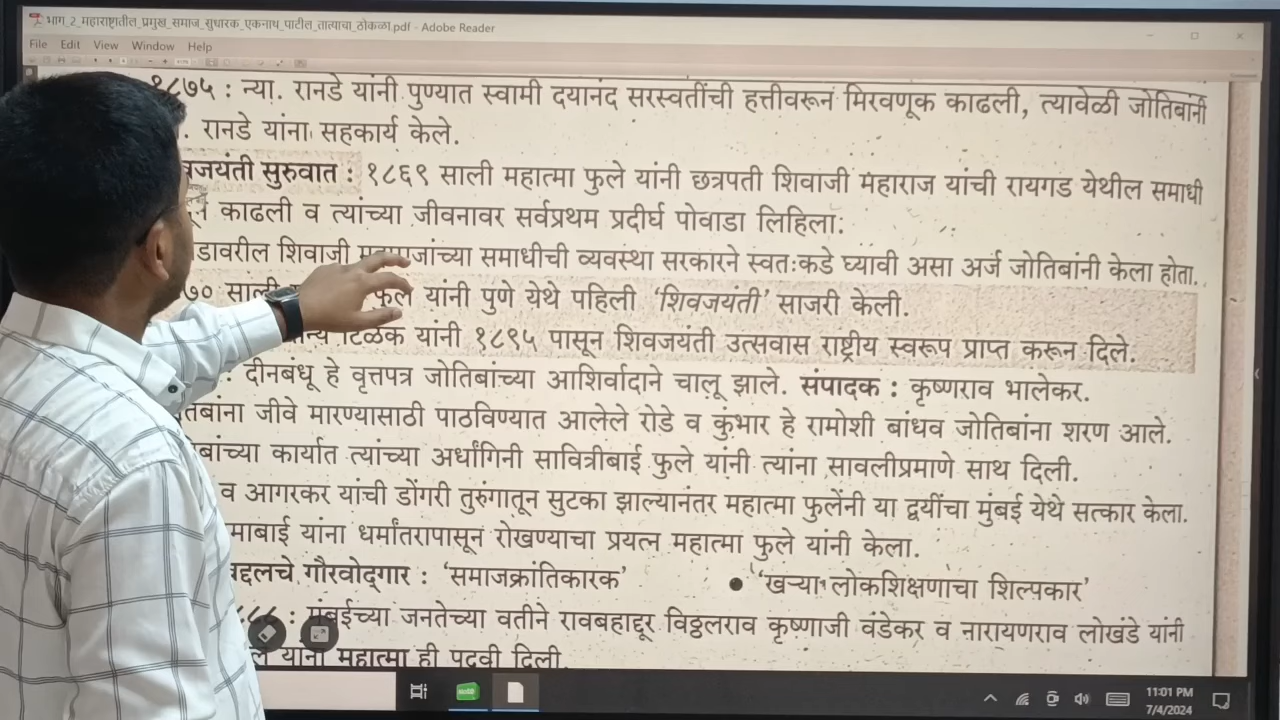 भाग_2_महाराष्ट्रातील_प्रमुख_समाज_सुधारक_एकनाथ_पाटील_तात्याचा_ठोकळा.pdf - Adobe Reader
File Edit View Window Help
१८७५ : न्या. रानडे यांनी पुण्यात स्वामी दयानंद सरस्वतींची हत्तीवरून मिरवणूक काढली, त्यावेळी जोतिबांनी
. रानडे यांना सहकार्य केले.
वजयंती सुरुवात : १८६९ साली महात्मा फुले यांनी छत्रपती शिवाजी महाराज यांची रायगड येथील समाधी
काढली व त्यांच्या जीवनावर सर्वप्रथम प्रदीर्घ पोवाडा लिहिला:
डावरील शिवाजी महाराजांच्या समाधीची व्यवस्था सरकारने स्वतःकडे घ्यावी असा अर्ज जोतिबांनी केला होता.
७० साली फुले यांनी पुणे येथे पहिली 'शिवजयंती' साजरी केली.
न्य टिळक यांनी १८९५ पासून शिवजयंती उत्सवास राष्ट्रीय स्वरूप प्राप्त करून दिले.
: दीनबंधू हे वृत्तपत्र जोतिबांच्या आशिर्वादाने चालू झाले. संपादक : कृष्णराव भालेकर.
तिबांना जीवे मारण्यासाठी पाठविण्यात आलेले रोडे व कुंभार हे रामोशी बांधव जोतिबांना शरण आले.
बांच्या कार्यात त्यांच्या अर्धांगिनी सावित्रीबाई फुले यांनी त्यांना सावलीप्रमाणे साथ दिली.
व आगरकर यांची डोंगरी तुरुंगातून सुटका झाल्यानंतर महात्मा फुलेंनी या द्वयींचा मुंबई येथे सत्कार केला.
माबाई यांना धर्मांतरापासून रोखण्याचा प्रयत्न महात्मा फुले यांनी केला.
द्दलचे गौरवोद्‌गार : 'समाजक्रांतिकारक' ● 'खऱ्या लोकशिक्षणाचा शिल्पकार'
८८८ : मुंबईच्या जनतेच्या वतीने रावबहाद्दूर विठ्ठलराव कृष्णाजी वंडेकर व नारायणराव लोखंडे यांनी
ले यांना महात्मा ही पदवी दिली.
11:01 PM
7/4/2024